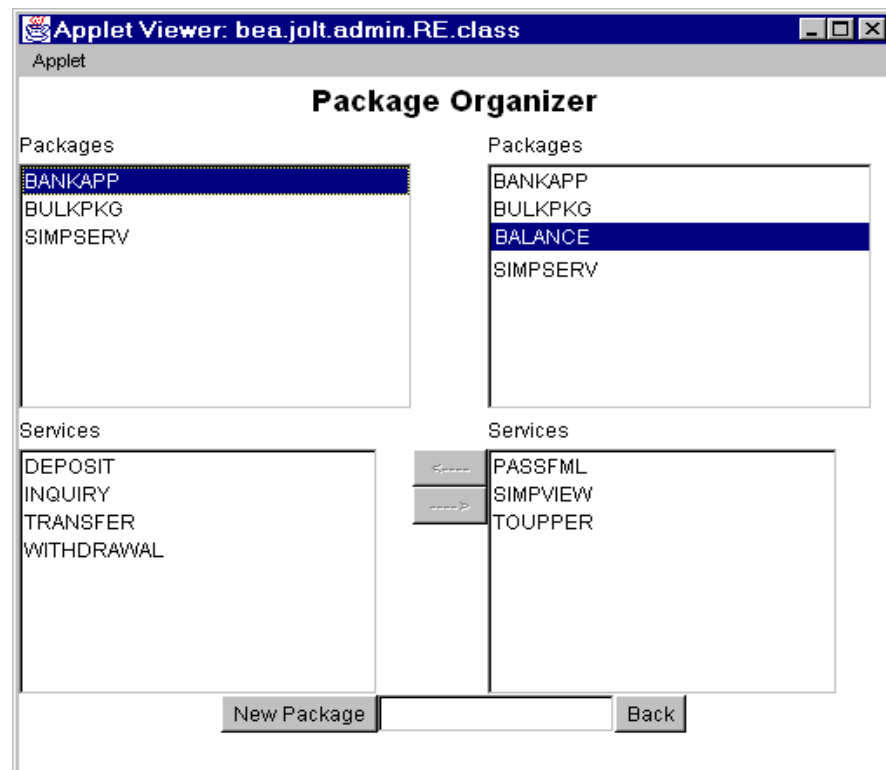 Applet Viewer: bea.jolt.admin.RE.class
Applet
Package Organizer
Packages
BANKAPP
BULKPKG
SIMPSERV
Packages
BANKAPP
BULKPKG
BALANCE
SIMPSERV
Services
DEPOSIT
INQUIRY
TRANSFER
WITHDRAWAL
<----
---->
Services
PASSFML
SIMPVIEW
TOUPPER
New Package
Back